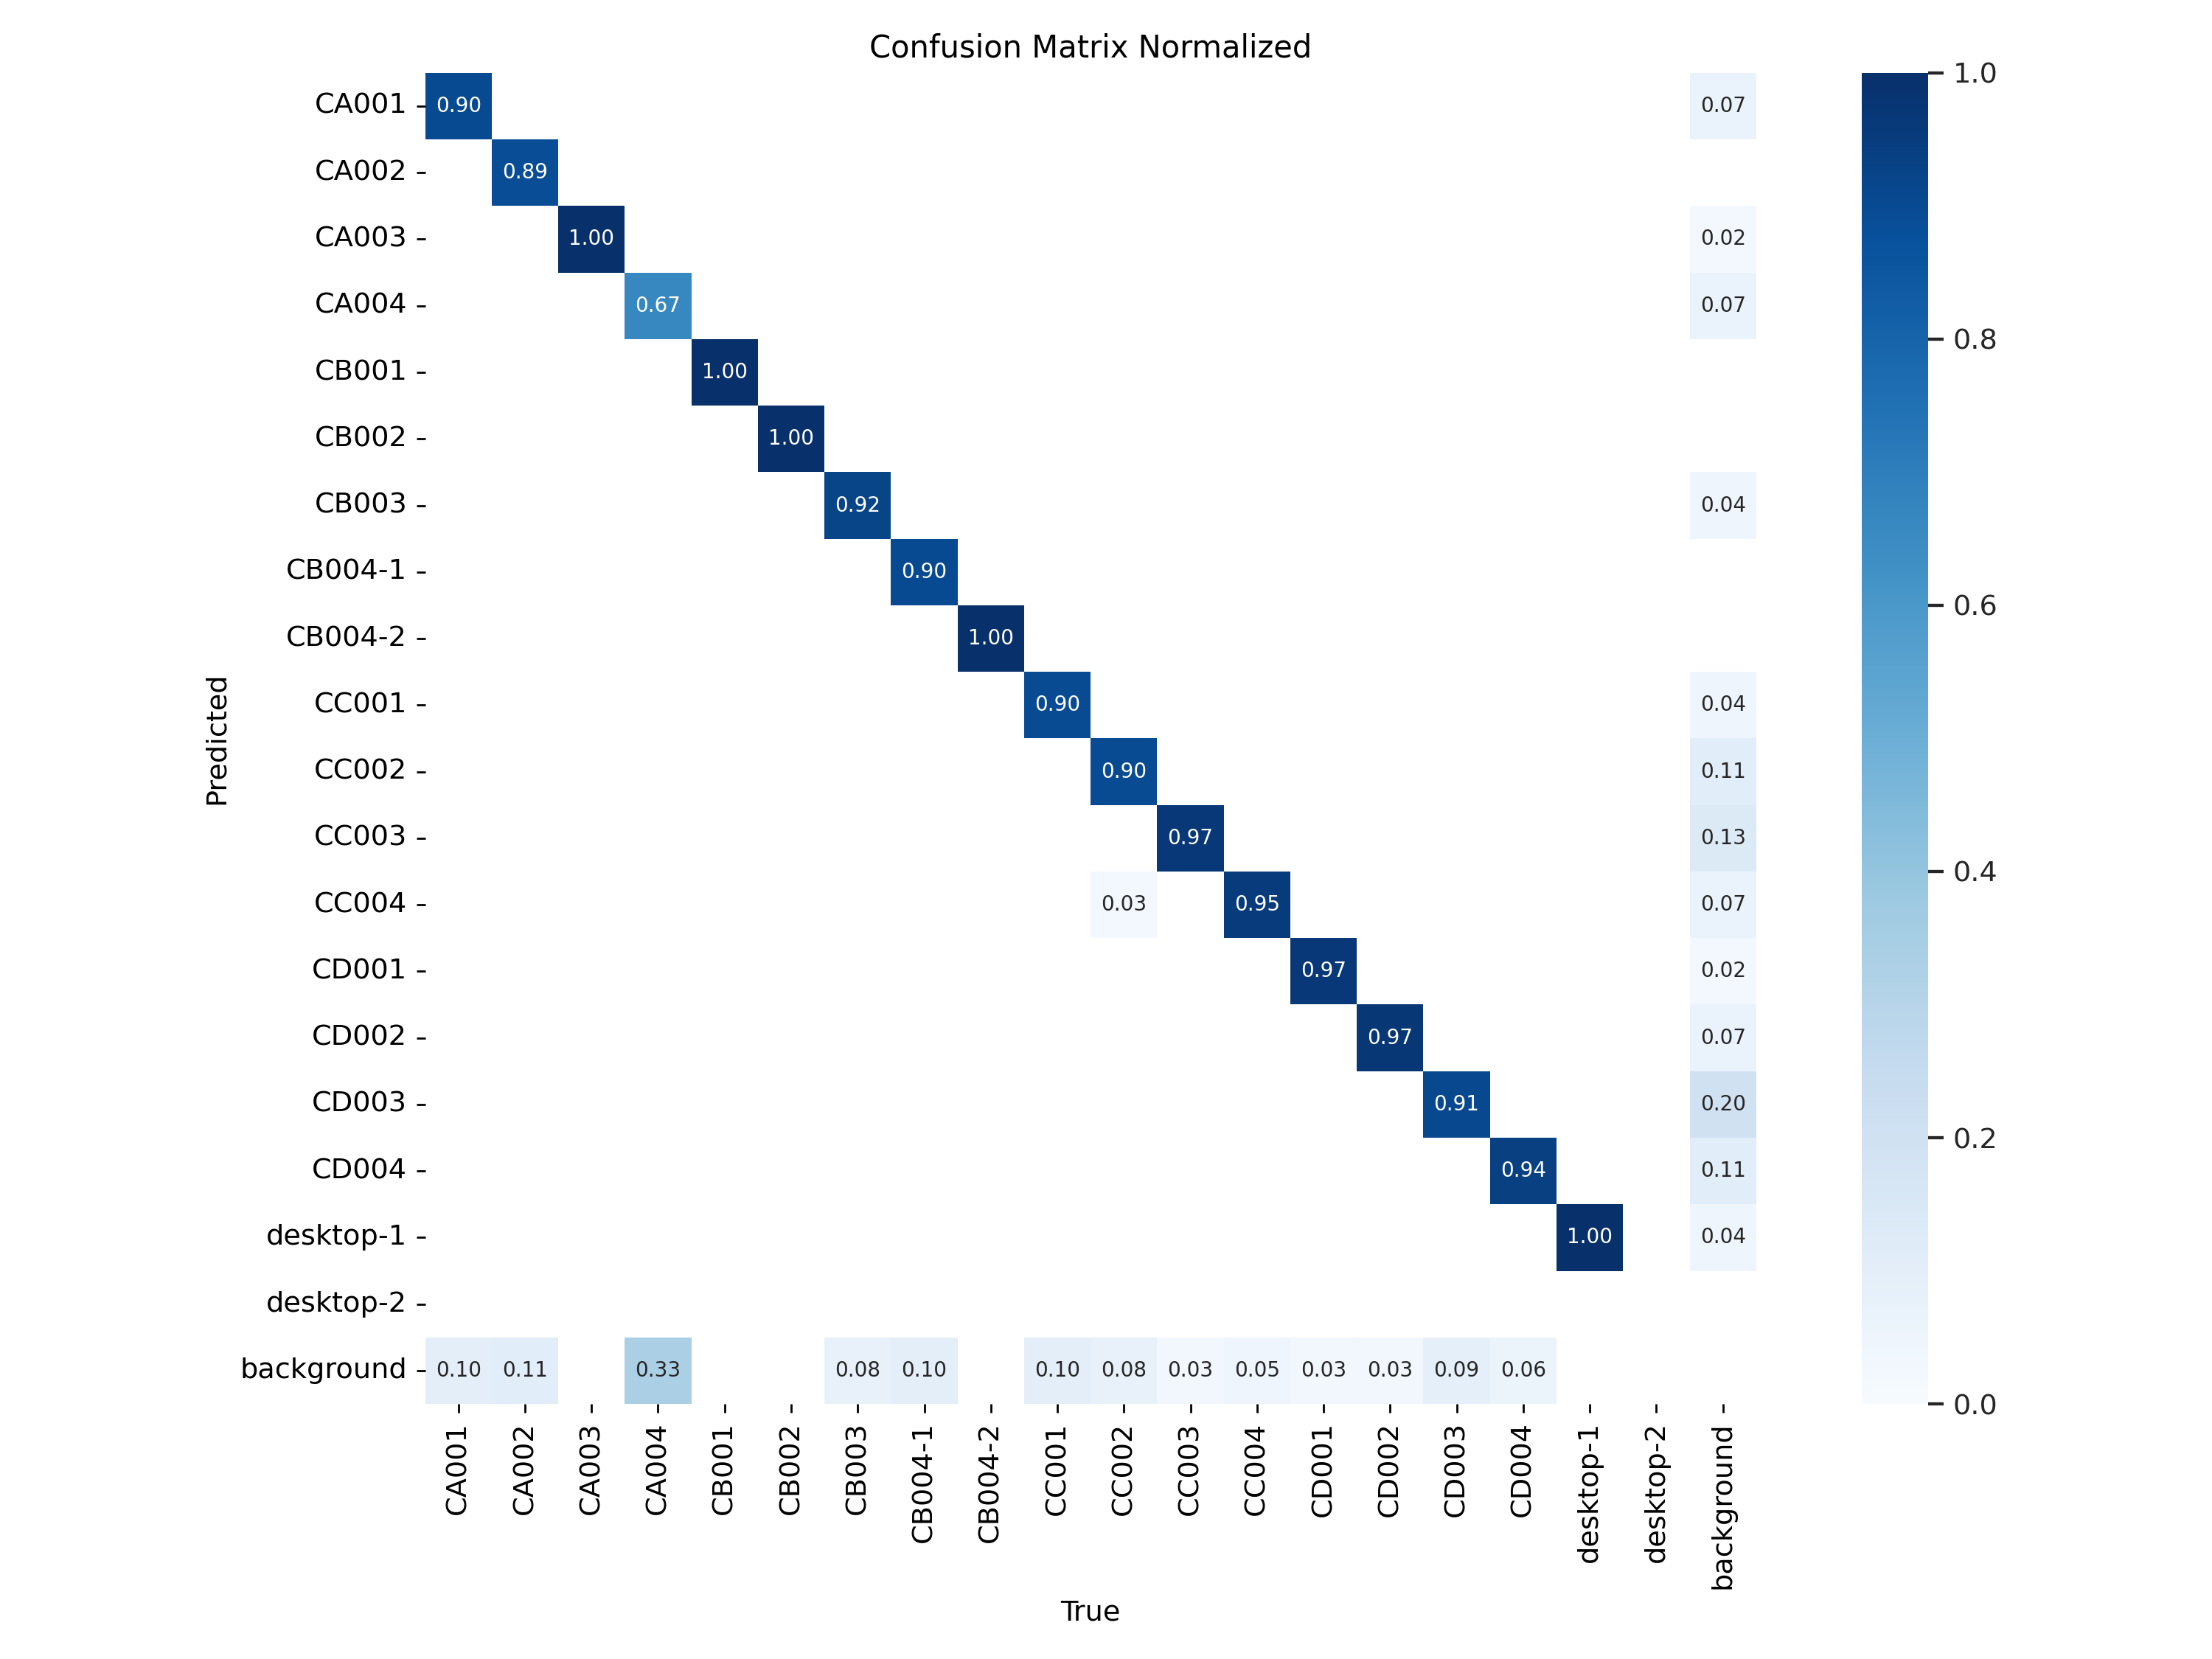 Confusion Matrix Normalized
CA001 0.90 0.07 1.0
CA002 0.89
CA003 1.00 0.02
CA004 0.67 0.07
0.8
CB001 1.00
CB002 1.00
CB003 0.92 0.04
CB004-1 0.90
0.6
CB004-2 1.00
Predicted
CC001 0.90 0.04
CC002 0.90 0.11
CC003 0.97 0.13
0.4
CC004 0.03 0.95 0.07
CD001 0.97 0.02
CD002 0.97 0.07
CD003 0.91 0.20
0.2
CD004 0.94 0.11
desktop-1 1.00 0.04
desktop-2
background 0.10 0.11 0.33 0.08 0.10 0.10 0.08 0.03 0.05 0.03 0.03 0.09 0.06
0.0
CA001 CA002 CA003 CA004 CB001 CB002 CB003 CB004-1 CB004-2 CC001 CC002 CC003 CC004 CD001 CD002 CD003 CD004 desktop-1 desktop-2 background
True